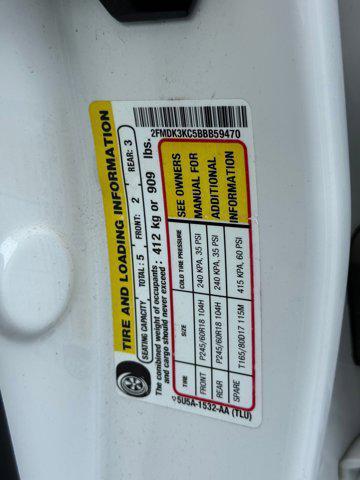 2FMDK3KC5BBB59470
TIRE AND LOADING INFORMATION
SEATING CAPACITY TOTAL : 5 FRONT: 2 REAR: 3
The combined weight of occupants and cargo should never exceed : 412 kg or 909 lbs.
TIRE SIZE COLD TIRE PRESSURE
FRONT P245/60R18 104H 240 KPA, 35 PSI
REAR P245/60R18 104H 240 KPA, 35 PSI
SPARE T165/80D17 115M 415 KPA, 60 PSI
SEE OWNERS
MANUAL FOR
ADDITIONAL
INFORMATION
5U5A-1532-AA (TLU)